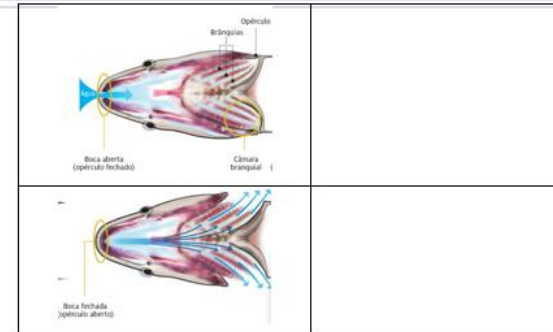 Opérculo
Brânquias
Água
Boca aberta
(opérculo fechado)
Câmara
branquial (
Boca fechada
)opérculo aberto)